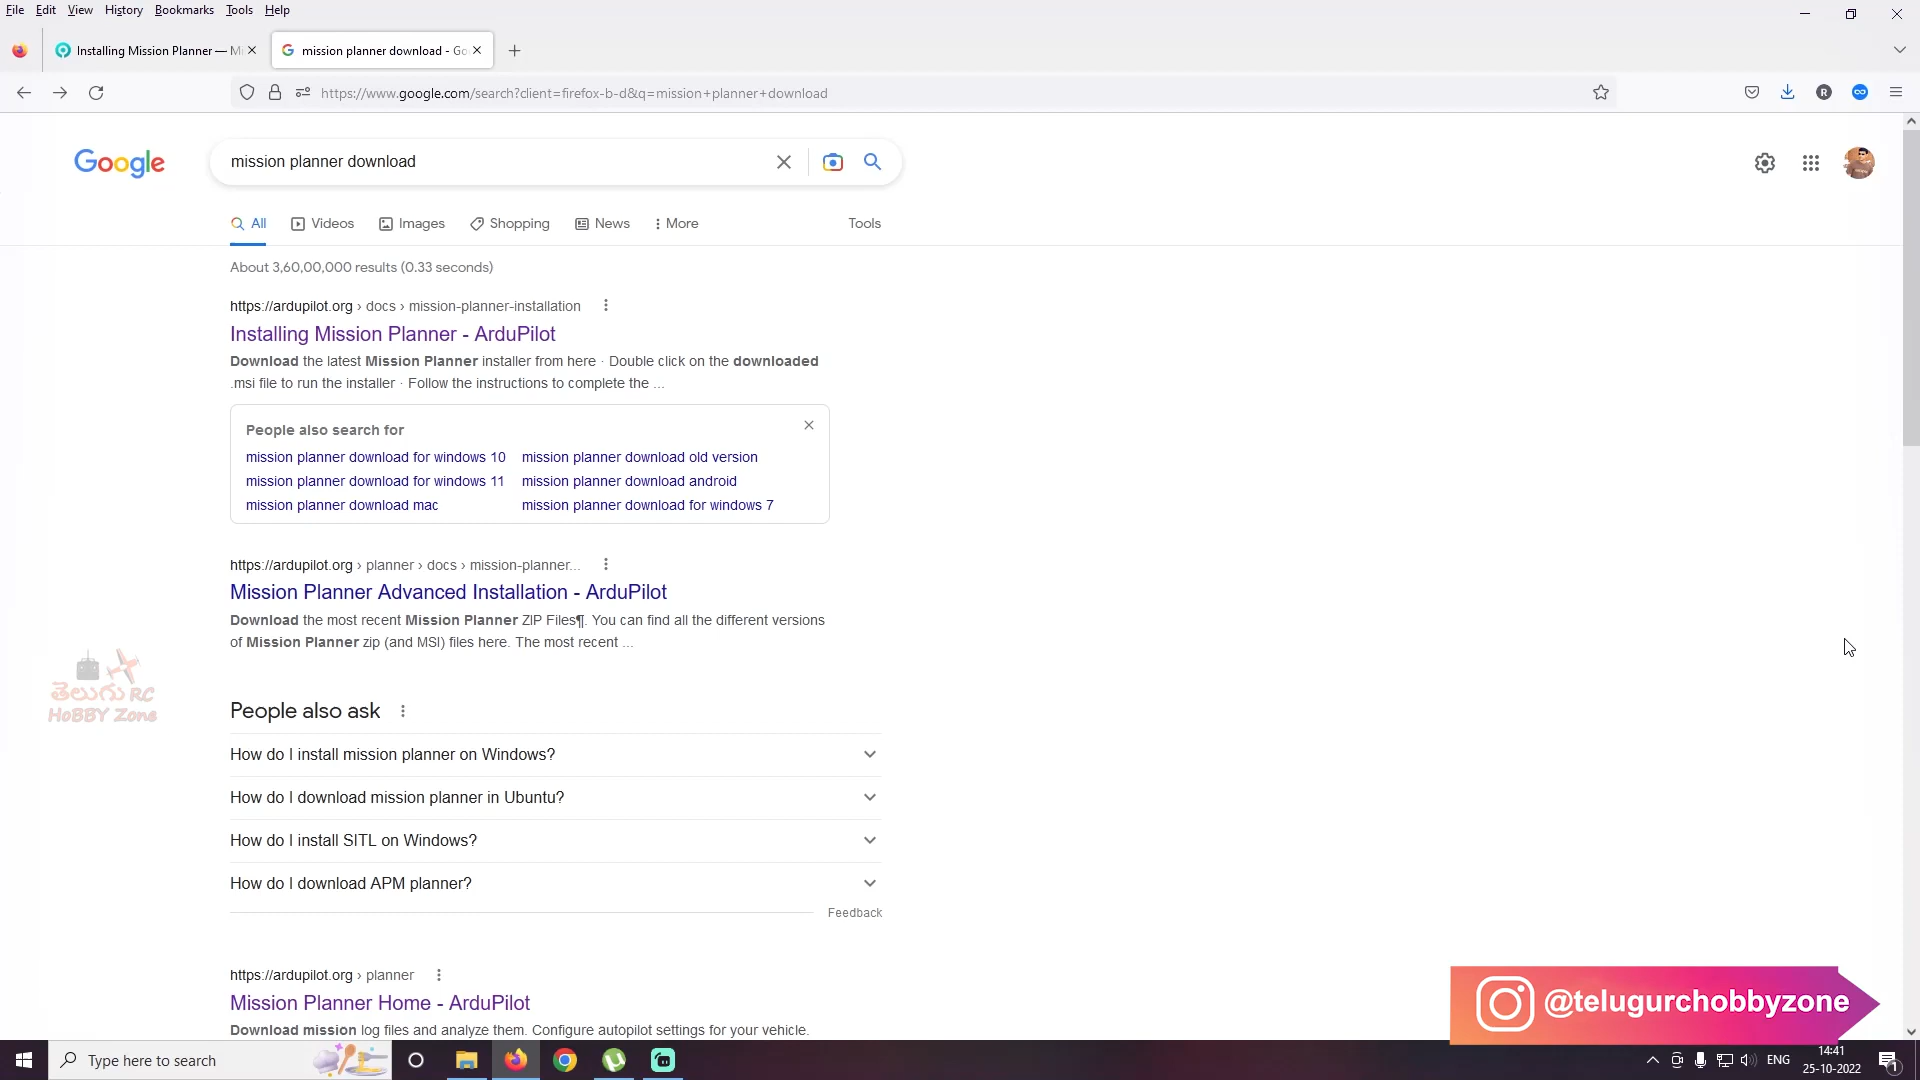 File Edit View History Bookmarks Tools Help
Installing Mission Planner — Mi
mission planner download - Go
https://www.google.com/search?client=firefox-b-d&q=mission+planner+download
R
Google
mission planner download
All Videos Images Shopping News More Tools
About 3,60,00,000 results (0.33 seconds)
https://ardupilot.org › docs › mission-planner-installation
Installing Mission Planner - ArduPilot
Download the latest Mission Planner installer from here · Double click on the downloaded
.msi file to run the installer · Follow the instructions to complete the ...
People also search for
mission planner download for windows 10 mission planner download old version
mission planner download for windows 11 mission planner download android
mission planner download mac mission planner download for windows 7
https://ardupilot.org › planner › docs › mission-planner...
Mission Planner Advanced Installation - ArduPilot
Download the most recent Mission Planner ZIP Files¶. You can find all the different versions
of Mission Planner zip (and MSI) files here. The most recent ...
తెలుగు RC
HoBBY Zone
People also ask
How do I install mission planner on Windows?
How do I download mission planner in Ubuntu?
How do I install SITL on Windows?
How do I download APM planner?
Feedback
https://ardupilot.org › planner
Mission Planner Home - ArduPilot
Download mission log files and analyze them. Configure autopilot settings for your vehicle.
@telugurchobbyzone
Type here to search
ENG
14:41
25-10-2022
1